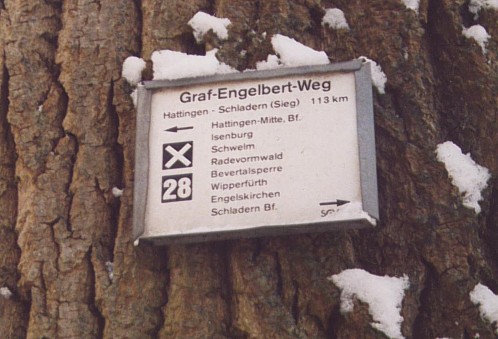 Graf-Engelbert-Weg
Hattingen - Schladern (Sieg) 113 km
Hattingen-Mitte, Bf.
Isenburg
Schwelm
Radevormwald
Bevertalsperre
Wipperfürth
Engelskirchen
Schladern Bf.
28